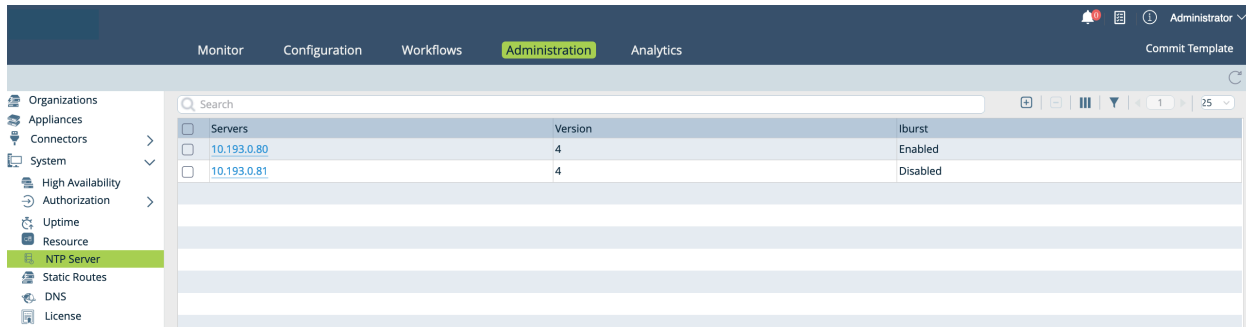 0
Administrator
Monitor Configuration Workflows Administration Analytics Commit Template
Organizations
Appliances
Connectors
System
High Availability
Authorization
Uptime
Resource
NTP Server
Static Routes
DNS
License
Search
1 25
Servers Version Iburst
10.193.0.80 4 Enabled
10.193.0.81 4 Disabled